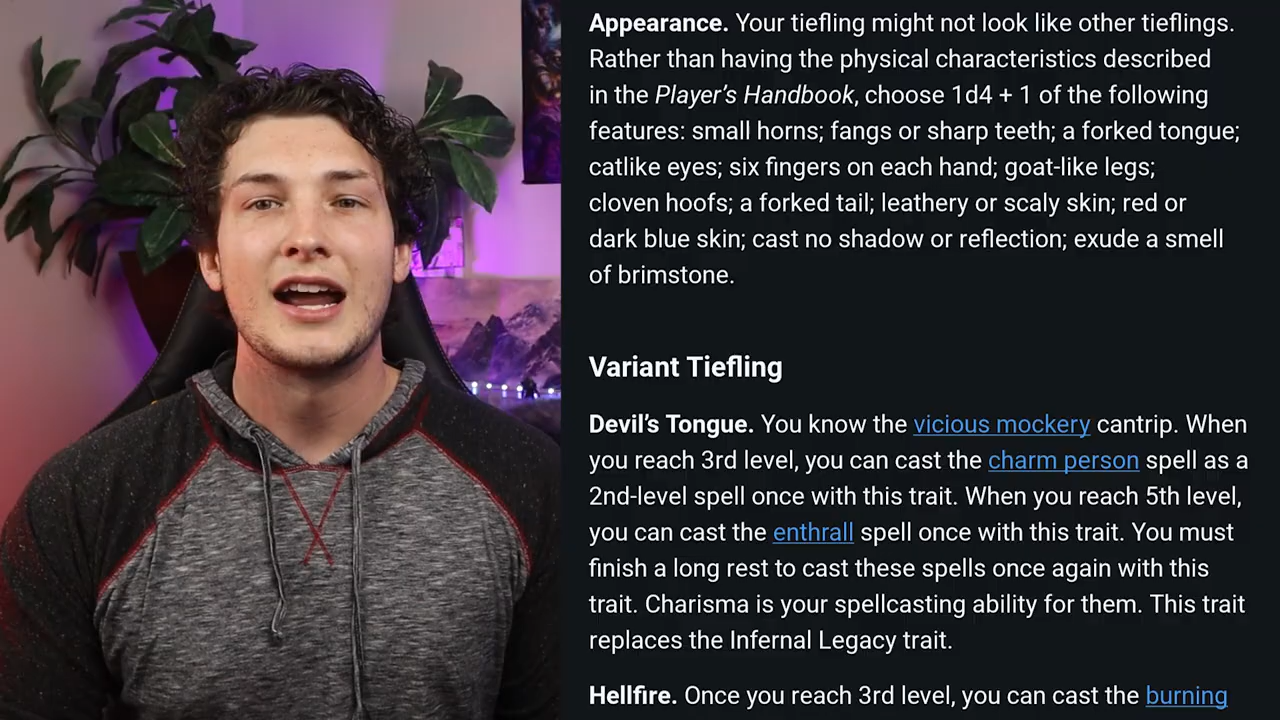 Appearance. Your tiefling might not look like other tieflings.
Rather than having the physical characteristics described
in the Player’s Handbook, choose 1d4 + 1 of the following
features: small horns; fangs or sharp teeth; a forked tongue;
catlike eyes; six fingers on each hand; goat-like legs;
cloven hoofs; a forked tail; leathery or scaly skin; red or
dark blue skin; cast no shadow or reflection; exude a smell
of brimstone.
Variant Tiefling
Devil’s Tongue. You know the vicious mockery cantrip. When
you reach 3rd level, you can cast the charm person spell as a
2nd-level spell once with this trait. When you reach 5th level,
you can cast the enthrall spell once with this trait. You must
finish a long rest to cast these spells once again with this
trait. Charisma is your spellcasting ability for them. This trait
replaces the Infernal Legacy trait.
Hellfire. Once you reach 3rd level, you can cast the burning